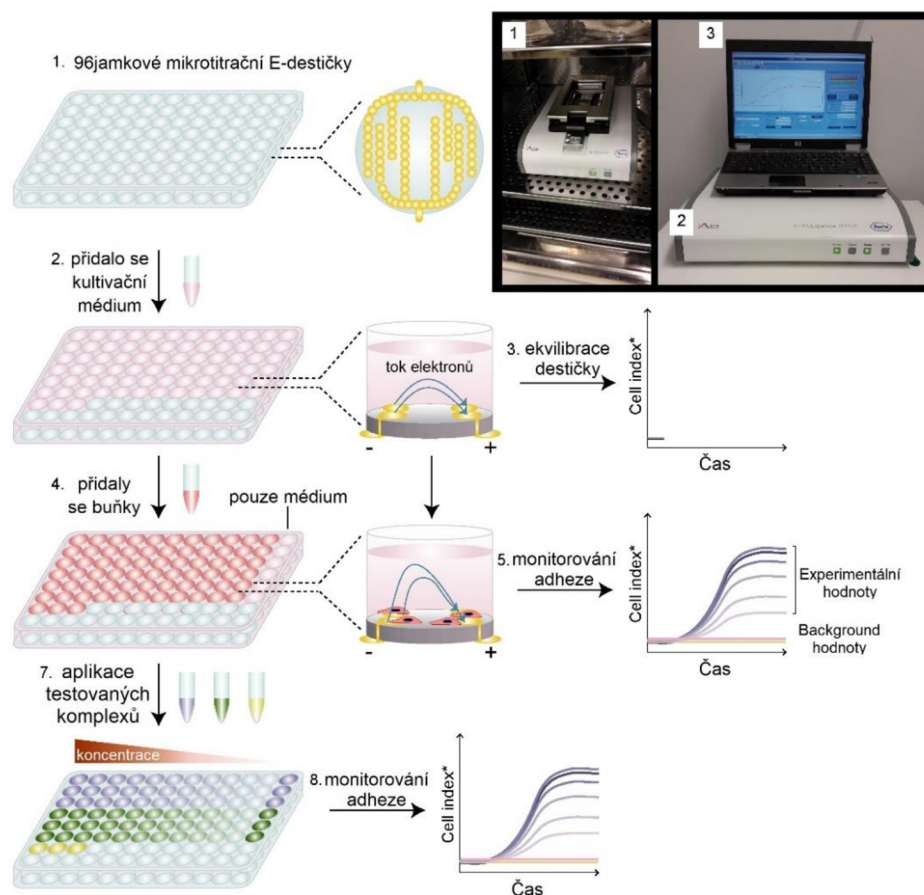 1. 96jamkové mikrotitrační E-destičky
1
3
2
2. přidalo se
kultivační
médium
tok elektronů
- +
3. ekvilibrace
destičky
Cell index*
Čas
4. přidaly
se buňky
pouze médium
- +
5. monitorování
adheze
Cell index*
Čas
Experimentální
hodnoty
Background
hodnoty
7. aplikace
testovaných
komplexů
koncentrace
8. monitorování
adheze
Cell index*
Čas